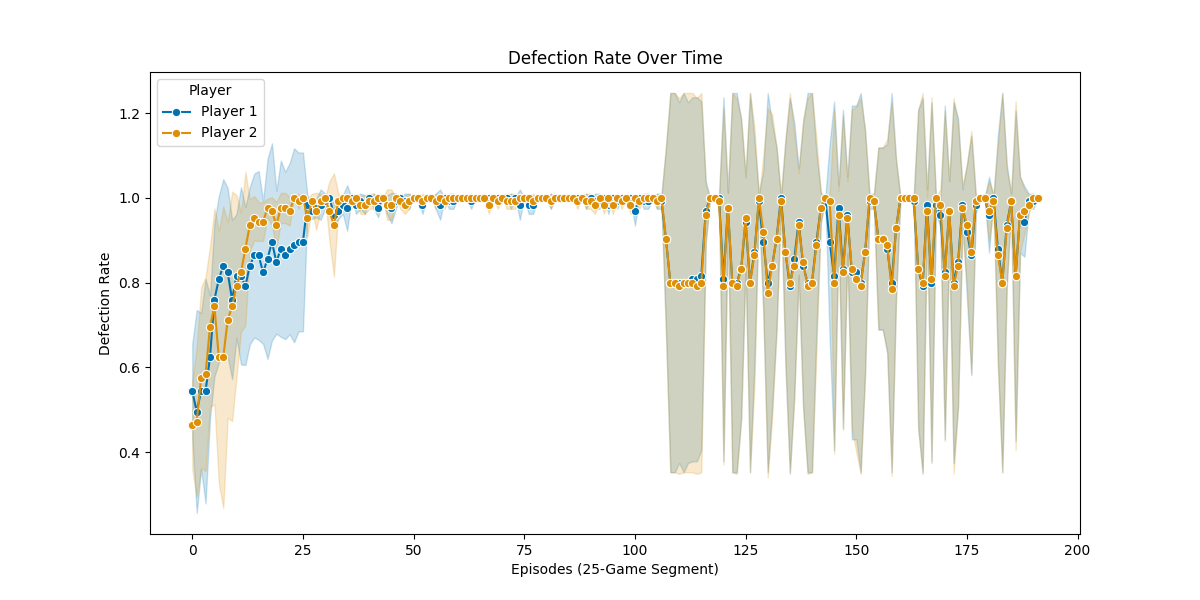 Defection Rate Over Time
Player
Player 1
Player 2
Defection Rate
1.2
1.0
0.8
0.6
0.4
0
25
50
75
100
125
150
175
200
Episodes (25-Game Segment)